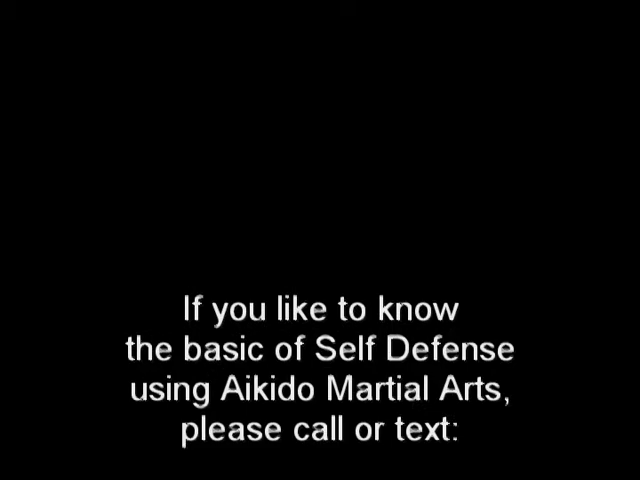 If you like to know
the basic of Self Defense
using Aikido Martial Arts,
please call or text: